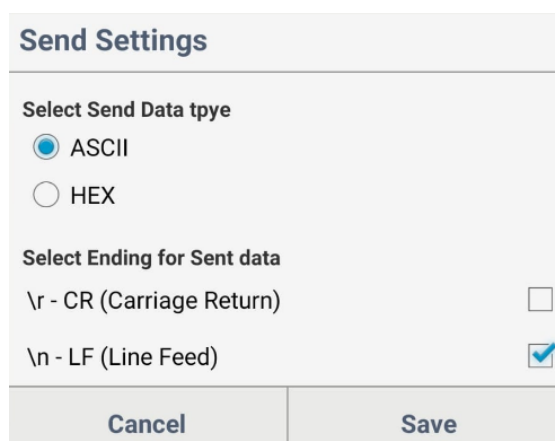 Send Settings
Select Send Data tpye
ASCII
HEX
Select Ending for Sent data
\r - CR (Carriage Return)
\n - LF (Line Feed)
Cancel Save